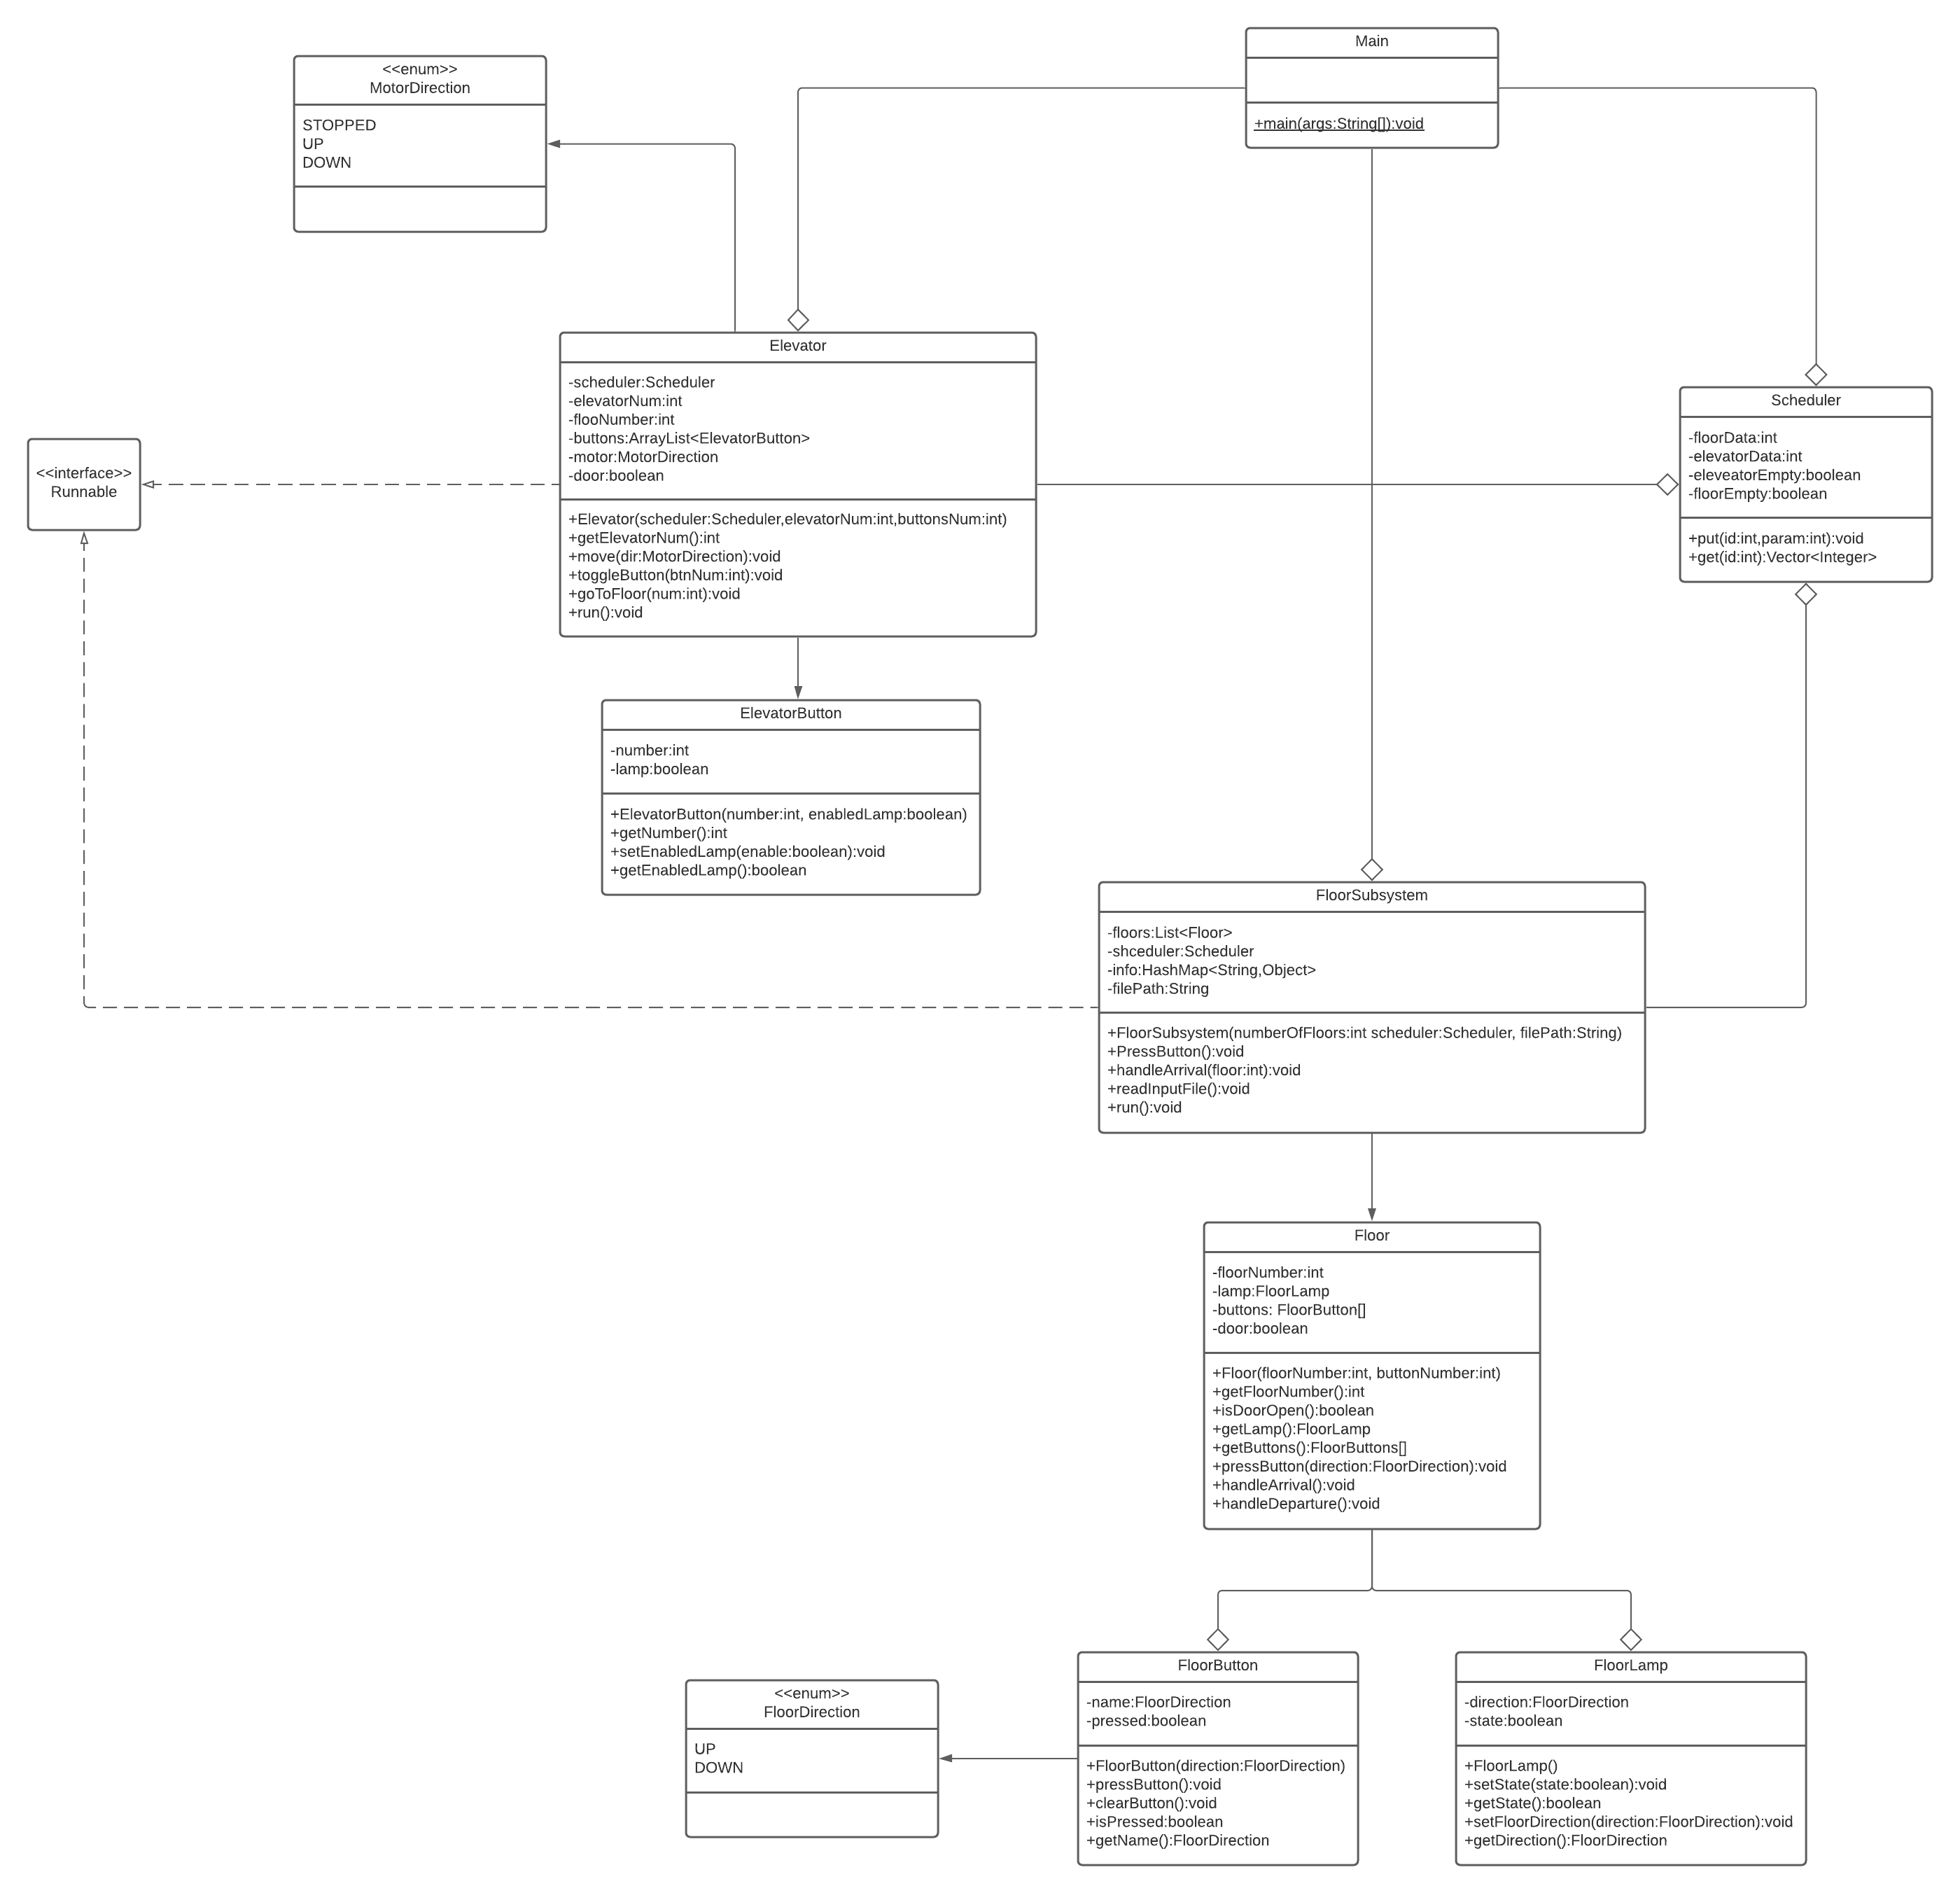 Main
+main(args:String[]):void
<<enum>>
MotorDirection
STOPPED
UP
DOWN
Elevator
-scheduler:Scheduler
-elevatorNum:int
-flooNumber:int
-buttons:ArrayList<ElevatorButton>
-motor:MotorDirection
-door:boolean
+Elevator(scheduler:Scheduler,elevatorNum:int,buttonsNum:int)
+getElevatorNum():int
+move(dir:MotorDirection):void
+toggleButton(btnNum:int):void
+goToFloor(num:int):void
+run():void
Scheduler
-floorData:int
-elevatorData:int
-eleveatorEmpty:boolean
-floorEmpty:boolean
+put(id:int,param:int):void
+get(id:int):Vector<Integer>
<<interface>>
Runnable
ElevatorButton
-number:int
-lamp:boolean
+ElevatorButton(number:int, enabledLamp:boolean)
+getNumber():int
+setEnabledLamp(enable:boolean):void
+getEnabledLamp():boolean
FloorSubsystem
-floors:List<Floor>
-shceduler:Scheduler
-info:HashMap<String,Object>
-filePath:String
+FloorSubsystem(numberOfFloors:int scheduler:Scheduler, filePath:String)
+PressButton():void
+handleArrival(floor:int):void
+readInputFile():void
+run():void
Floor
-floorNumber:int
-lamp:FloorLamp
-buttons: FloorButton[]
-door:boolean
+Floor(floorNumber:int, buttonNumber:int)
+getFloorNumber():int
+isDoorOpen():boolean
+getLamp():FloorLamp
+getButtons():FloorButtons[]
+pressButton(direction:FloorDirection):void
+handleArrival():void
+handleDeparture():void
<<enum>>
FloorDirection
UP
DOWN
FloorButton
-name:FloorDirection
-pressed:boolean
+FloorButton(direction:FloorDirection)
+pressButton():void
+clearButton():void
+isPressed:boolean
+getName():FloorDirection
FloorLamp
-direction:FloorDirection
-state:boolean
+FloorLamp()
+setState(state:boolean):void
+getState():boolean
+setFloorDirection(direction:FloorDirection):void
+getDirection():FloorDirection